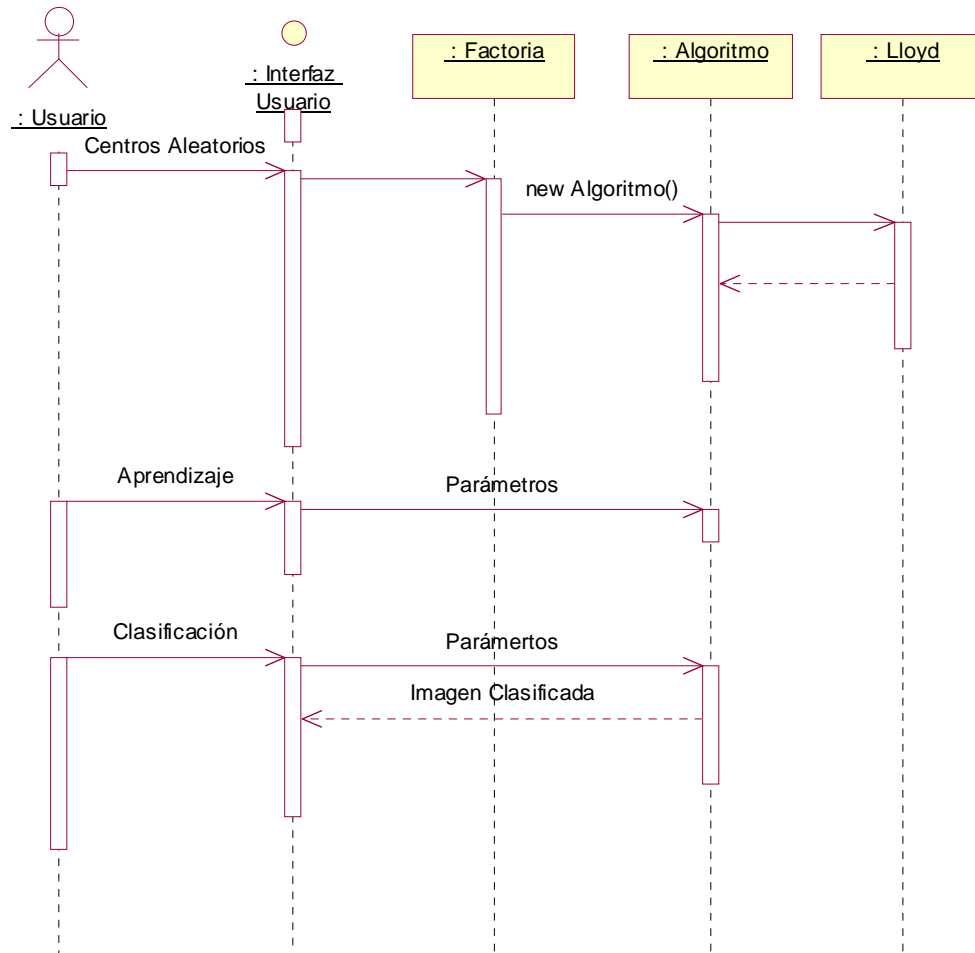 : Usuario
: Interfaz
Usuario
: Factoria
: Algoritmo
: Lloyd
Centros Aleatorios
new Algoritmo()
Aprendizaje
Parámetros
Clasificación
Parámertos
Imagen Clasificada